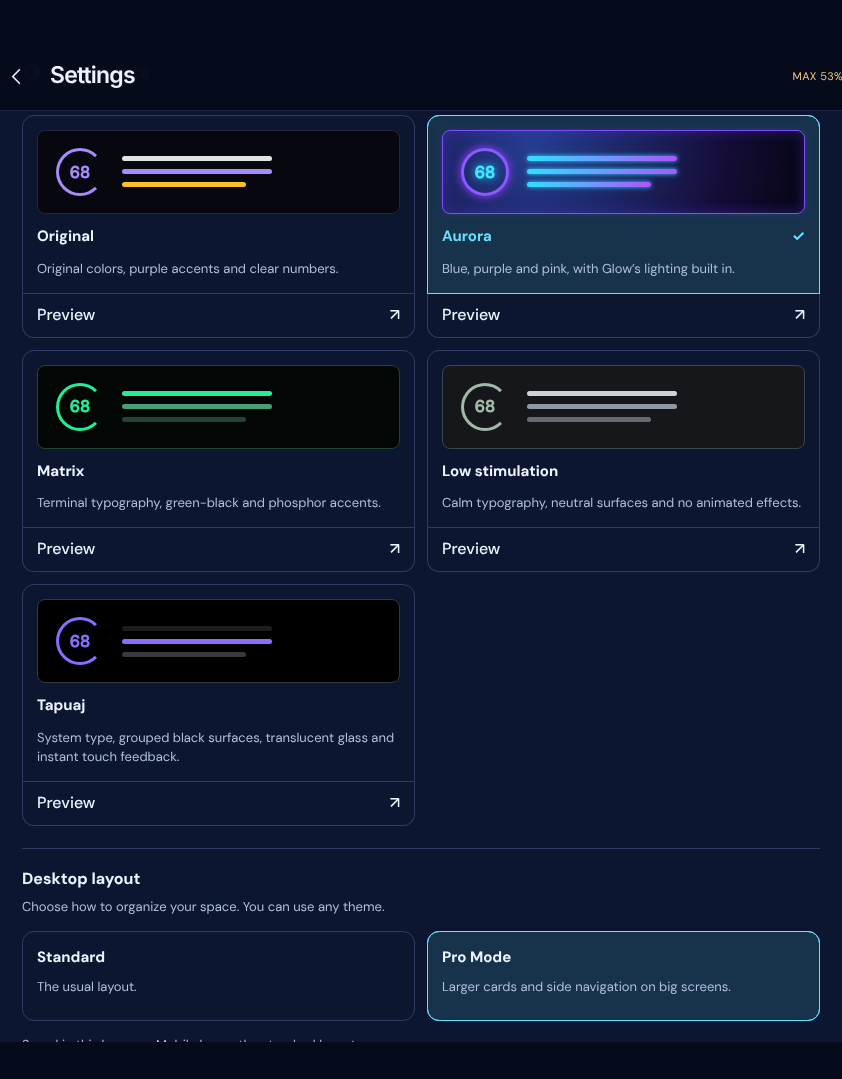 Settings
MAX 53%
68
Original
Original colors, purple accents and clear numbers.
Preview
68
Aurora
Blue, purple and pink, with Glow’s lighting built in.
Preview
68
Matrix
Terminal typography, green-black and phosphor accents.
Preview
68
Low stimulation
Calm typography, neutral surfaces and no animated effects.
Preview
68
Tapuaj
System type, grouped black surfaces, translucent glass and
instant touch feedback.
Preview
Desktop layout
Choose how to organize your space. You can use any theme.
Standard
The usual layout.
Pro Mode
Larger cards and side navigation on big screens.